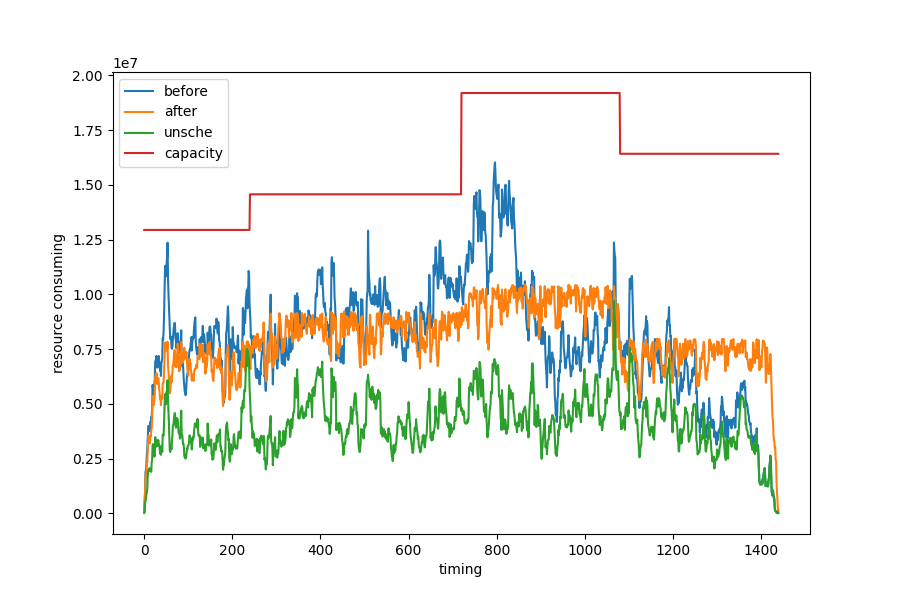 1e7
2.00
1.75
1.50
1.25
1.00
0.75
0.50
0.25
0.00
resource consuming
before
after
unsche
capacity
0 200 400 600 800 1000 1200 1400
timing